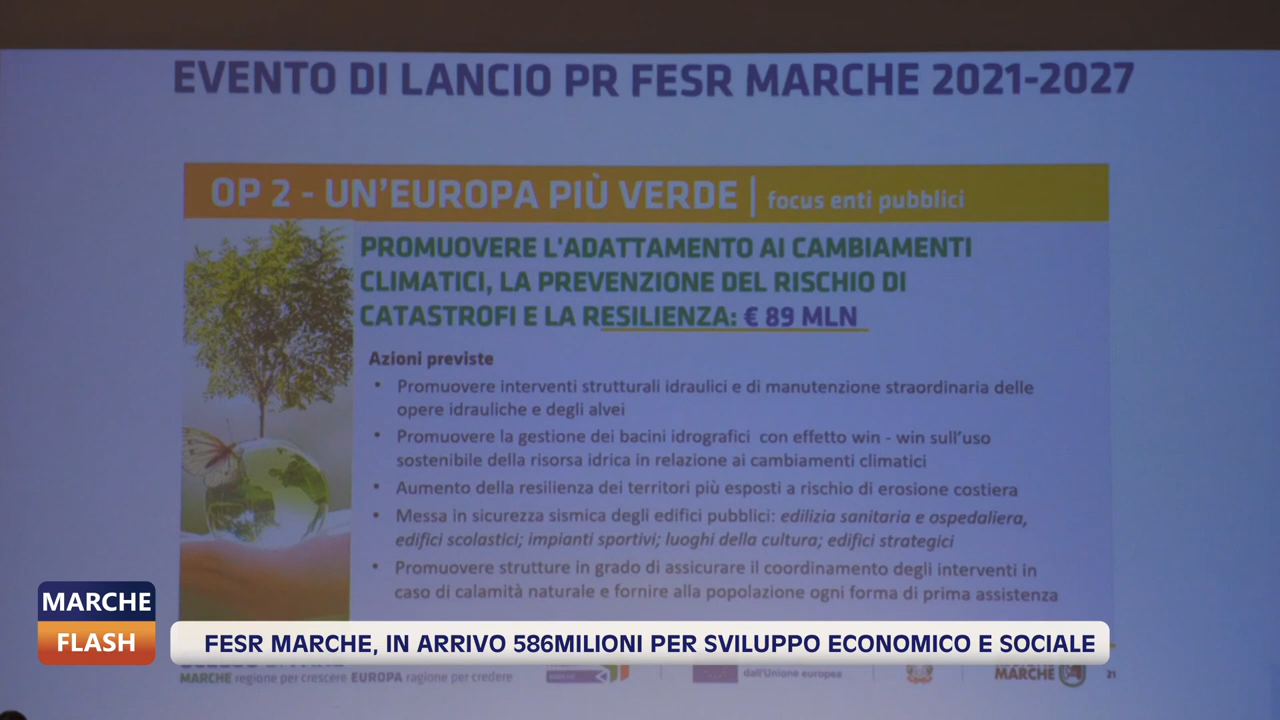 EVENTO DI LANCIO PR FESR MARCHE 2021-2027
OP 2 - UN'EUROPA PIÙ VERDE | focus enti pubblici
PROMUOVERE L'ADATTAMENTO AI CAMBIAMENTI
CLIMATICI, LA PREVENZIONE DEL RISCHIO DI
CATASTROFI E LA RESILIENZA: € 89 MLN
Azioni previste
• Promuovere interventi strutturali idraulici e di manutenzione straordinaria delle
opere idrauliche e degli alvei
• Promuovere la gestione dei bacini idrografici con effetto win - win sull'uso
sostenibile della risorsa idrica in relazione ai cambiamenti climatici
• Aumento della resilienza dei territori più esposti a rischio di erosione costiera
• Messa in sicurezza sismica degli edifici pubblici: edilizia sanitaria e ospedaliera,
edifici scolastici; impianti sportivi; luoghi della cultura; edifici strategici
• Promuovere strutture in grado di assicurare il coordinamento degli interventi in
caso di calamità naturale e fornire alla popolazione ogni forma di prima assistenza
MARCHE
FLASH
FESR MARCHE, IN ARRIVO 586MILIONI PER SVILUPPO ECONOMICO E SOCIALE
MARCHE regione per crescere EUROPA ragione per credere
dall'Unione europea
MARCHE
21